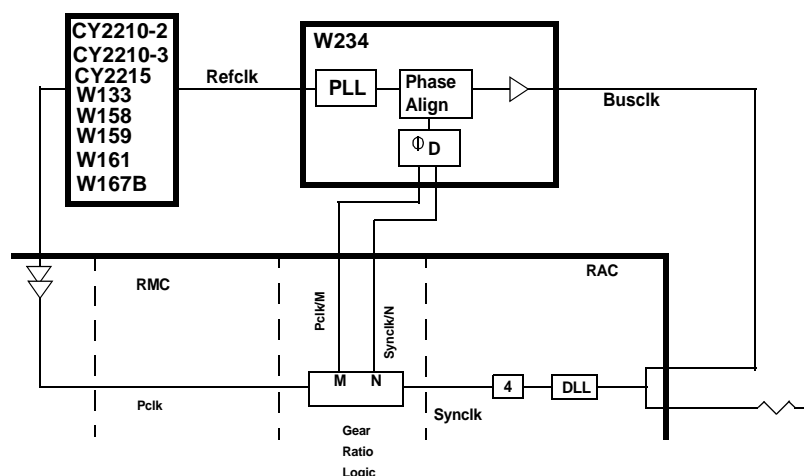 CY2210-2
CY2210-3
CY2215
W133
W158
W159
W161
W167B
Refclk
W234
PLL
Phase
Align
Φ D
Busclk
RMC
RAC
Pclk/M
Synclk/N
M N
4
DLL
Pclk
Synclk
Gear
Ratio
Logic